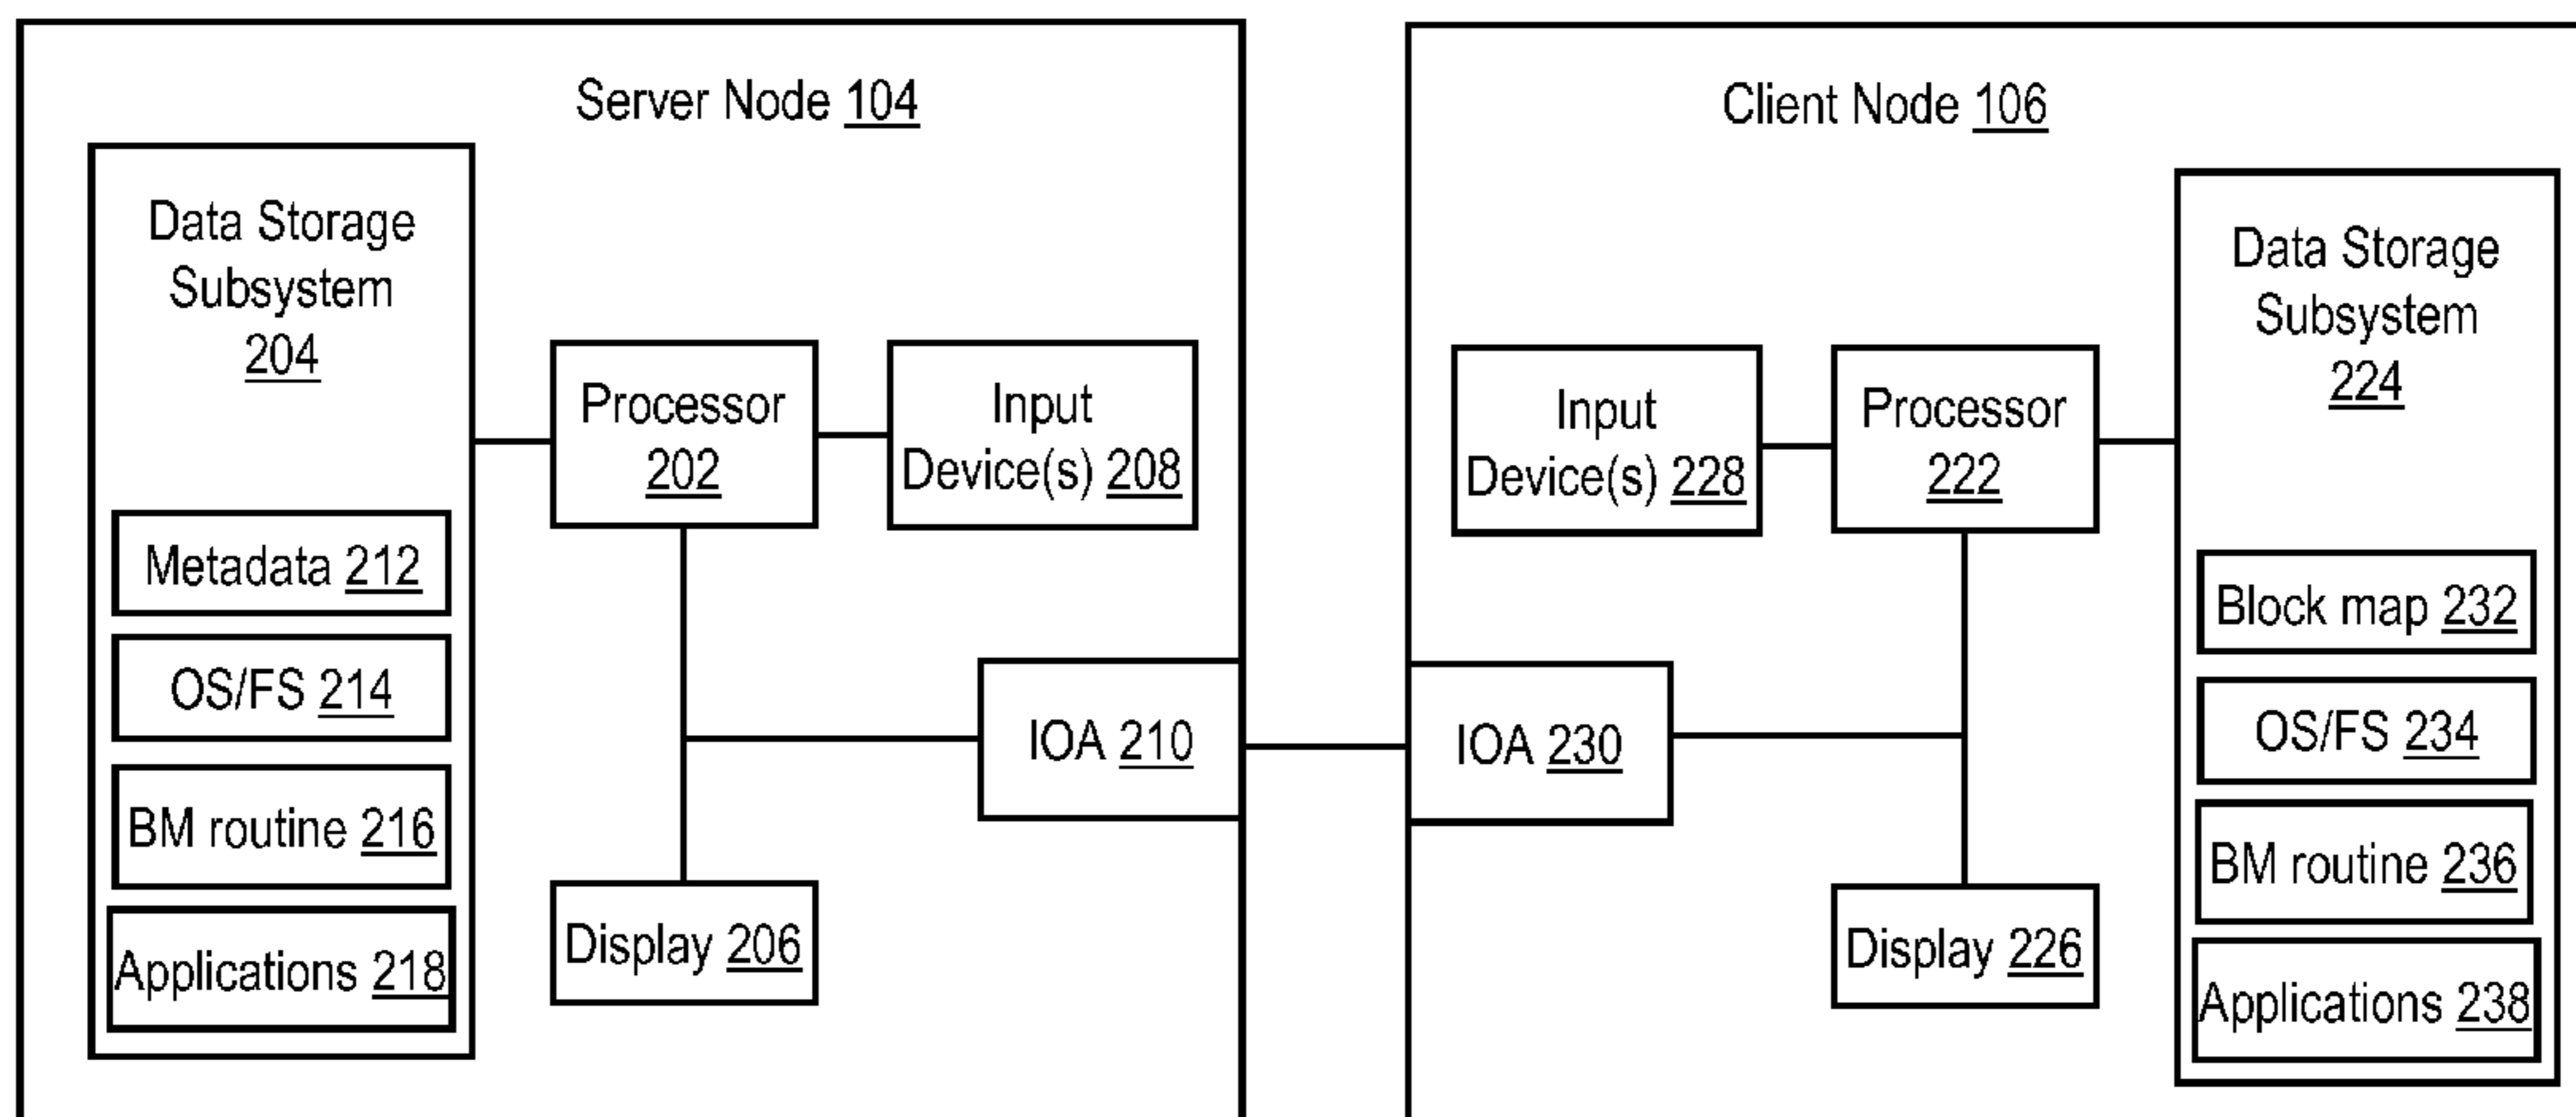 Server Node 104
Data Storage
Subsystem
204
Processor
202
Input
Device(s) 208
Metadata 212
OS/FS 214
BM routine 216
Applications 218
IOA 210
Display 206
Client Node 106
Input
Device(s) 228
Processor
222
Data Storage
Subsystem
224
Block map 232
OS/FS 234
BM routine 236
Applications 238
IOA 230
Display 226